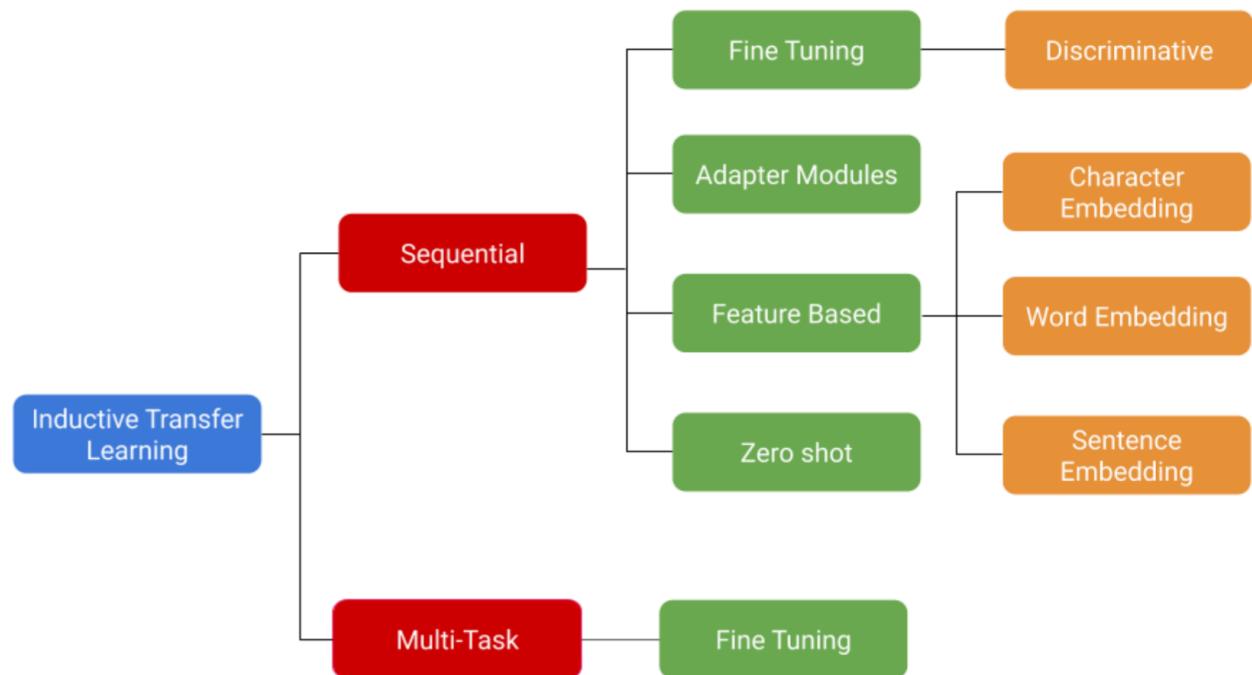 Fine Tuning
Discriminative
Adapter Modules
Character
Embedding
Sequential
Feature Based
Word Embedding
Inductive Transfer
Learning
Zero shot
Sentence
Embedding
Multi-Task
Fine Tuning